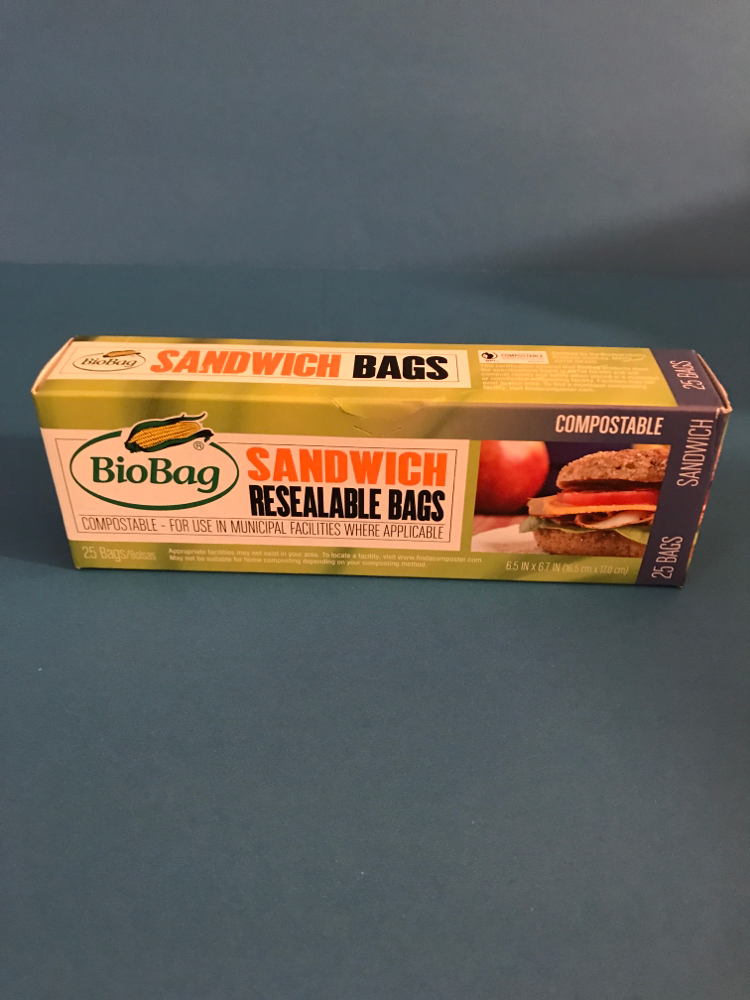 BioBag
SANDWICH BAGS
COMPOSTABLE
25 BAGS
COMPOSTABLE
BioBag®
SANDWICH
RESEALABLE BAGS
COMPOSTABLE - FOR USE IN MUNICIPAL FACILITIES WHERE APPLICABLE
25 Bags/Bolsas
Appropriate facilities may not exist in your area. To locate a facility, visit www.findacomposter.com
May not be suitable for home composting depending on your composting method.
6.5 IN x 6.7 IN (16.5 cm x 17.0 cm)
SANDWICH
25 BAGS